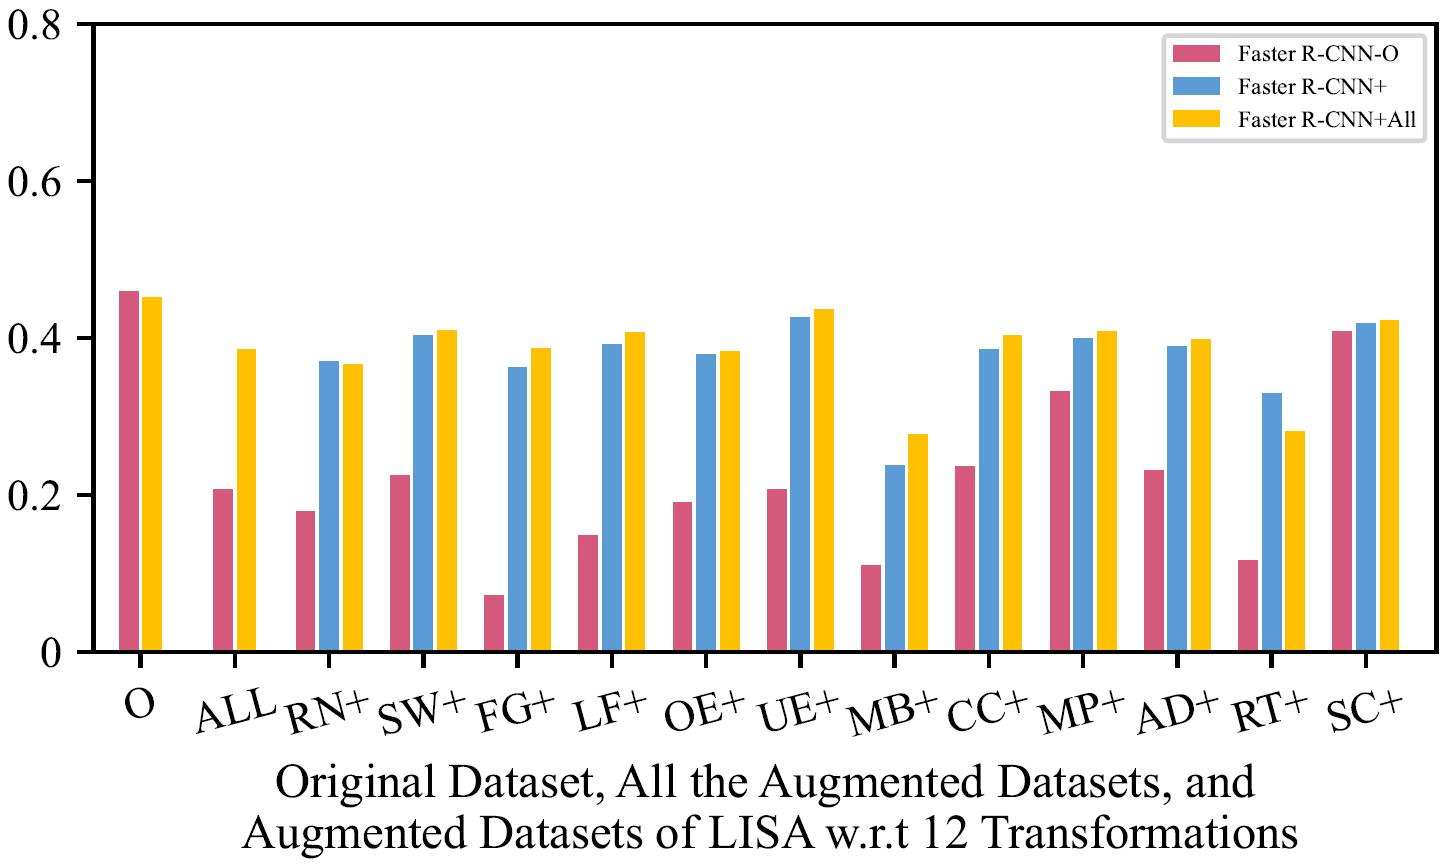 0.8
0.6
0.4
0.2
0
Faster R-CNN-O
Faster R-CNN+
Faster R-CNN+All
O ALL RN+ SW+ FG+ LF+ OE+ UE+ MB+ CC+ MP+ AD+ RT+ SC+
Original Dataset, All the Augmented Datasets, and
Augmented Datasets of LISA w.r.t 12 Transformations